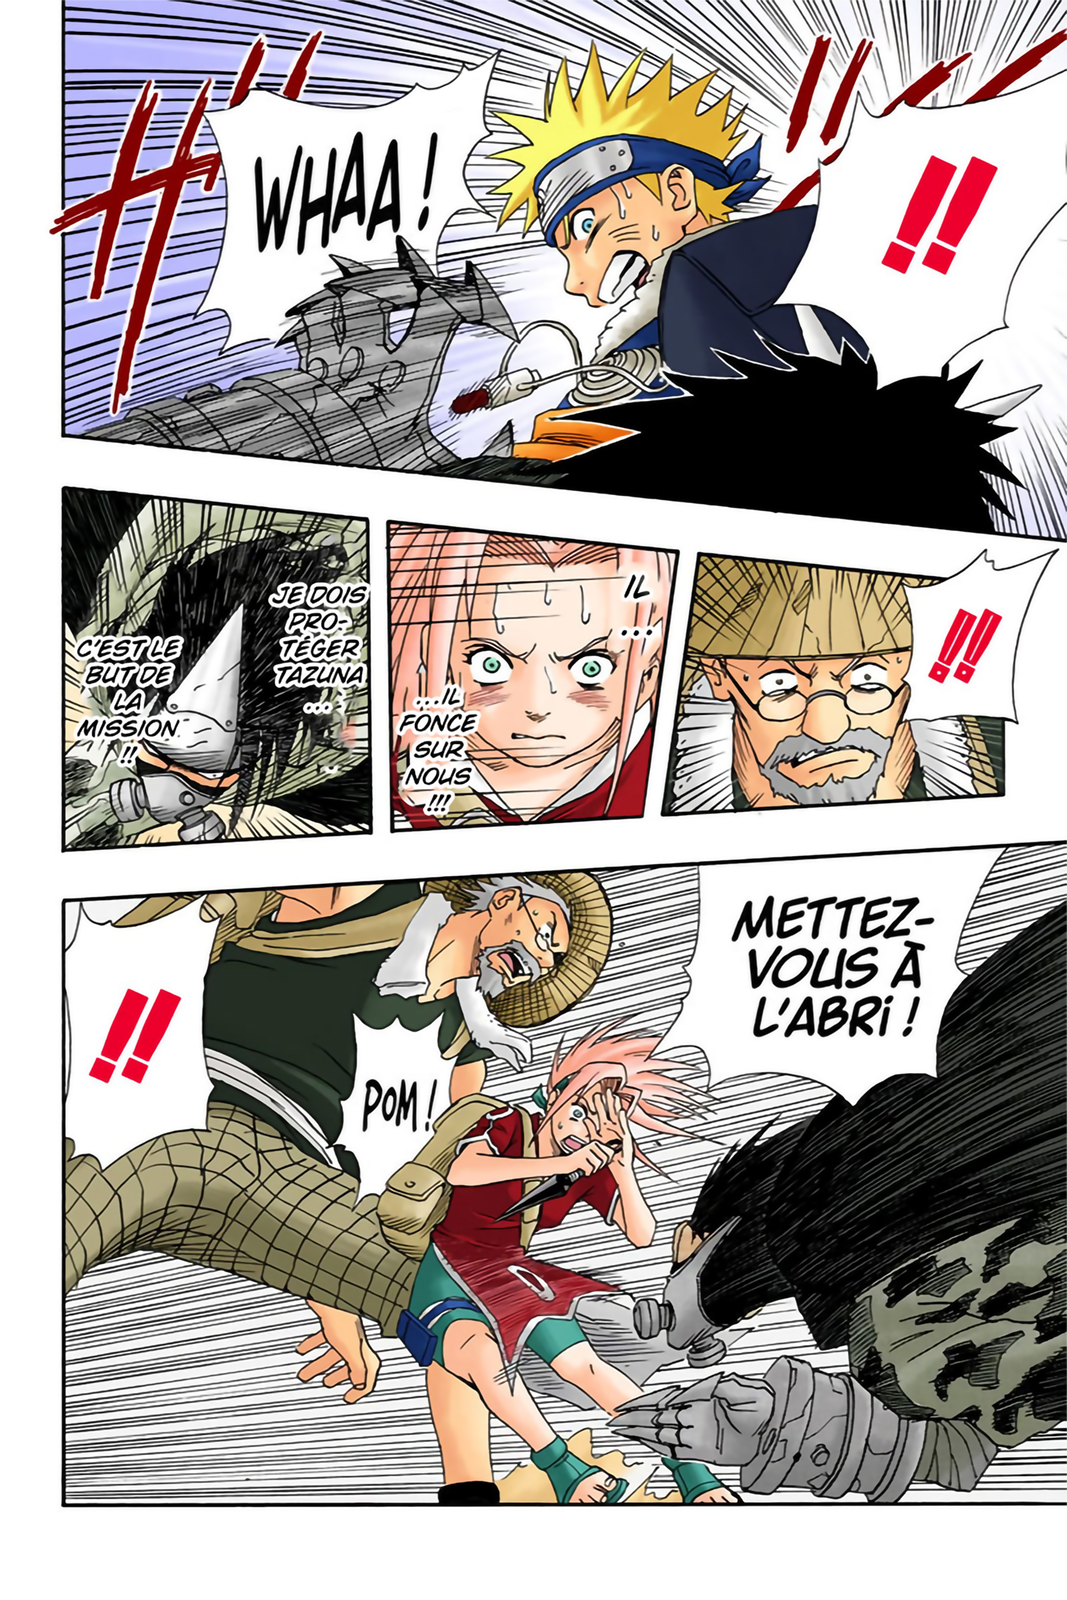 !!
WHAA !
!!
IL
...
...IL
FONCE
SUR
NOUS
!!!
JE DOIS
PRO-
TÉGER
TAZUNA
...
C'EST LE
BUT DE
LA
MISSION
!!
METTEZ-
VOUS À
L'ABRI !
POM !
!!